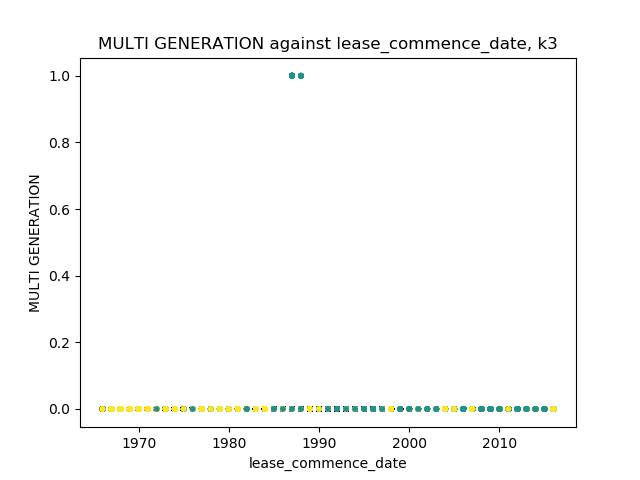 MULTI GENERATION against lease_commence_date, k3
1.0
0.8
0.6
0.4
0.2
0.0
MULTI GENERATION
1970 1980 1990 2000 2010
lease_commence_date